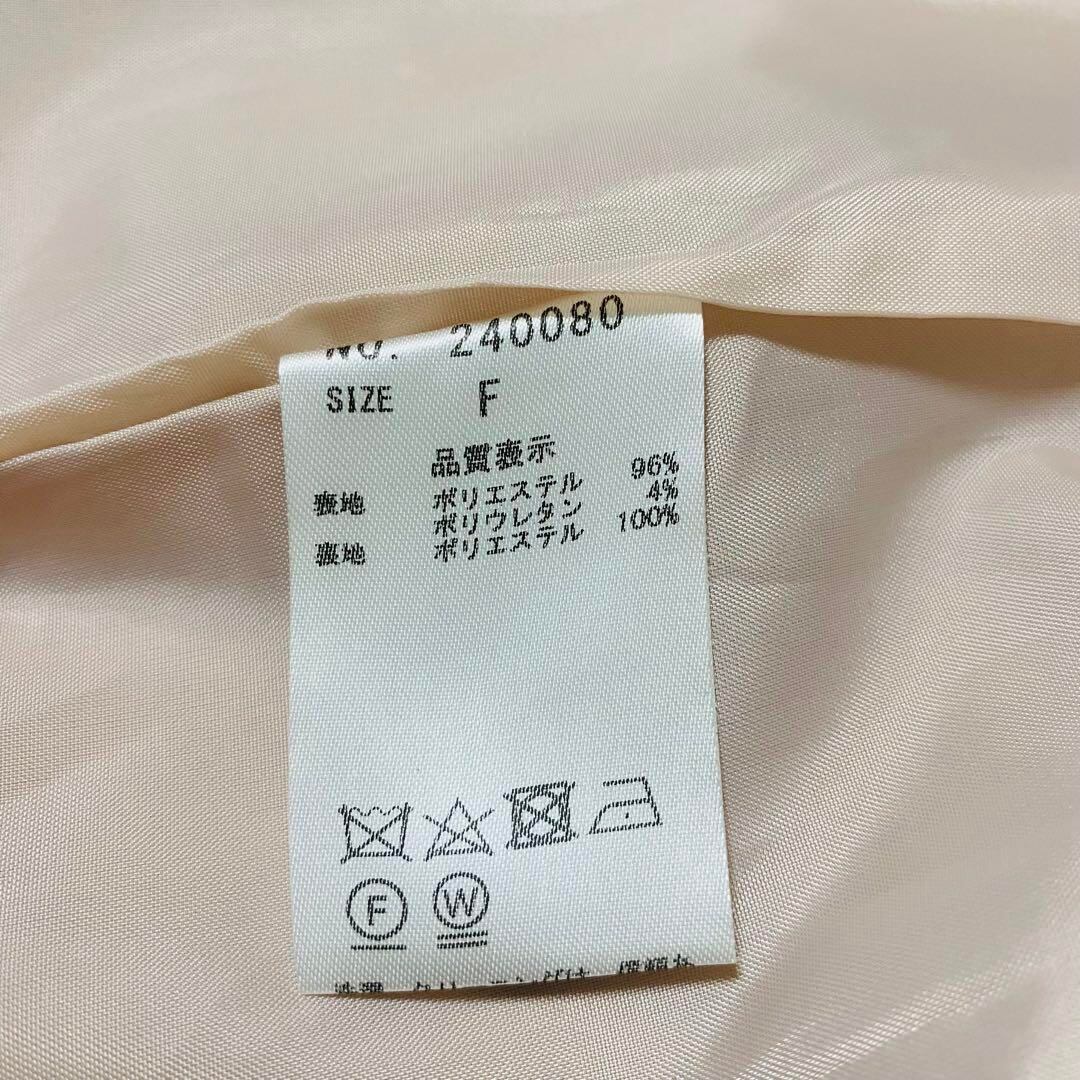 NO. 240080
SIZE F
品質表示
表地 ポリエステル 96%
ポリウレタン 4%
裏地 ポリエステル 100%
F W